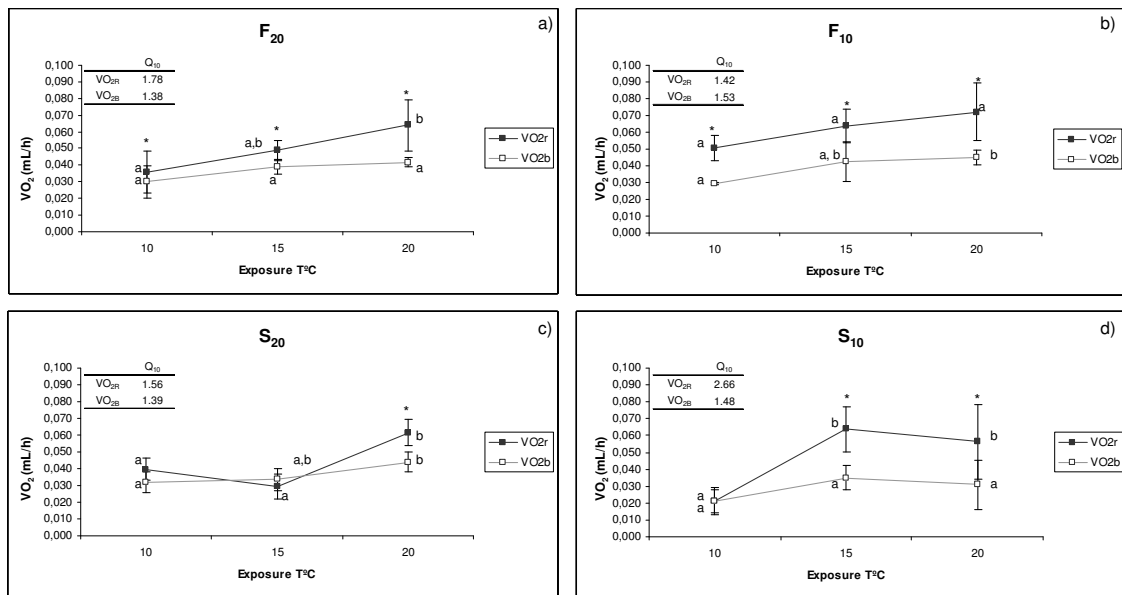 a)
F20
Q10
VO2R 1.78
VO2B 1.38
0,100
0,090
0,080
0,070
0,060
0,050
0,040
0,030
0,020
0,010
0,000
VO2 (mL/h)
* * *
a a,b b
a a a
10 15 20
Exposure TºC
VO2r
VO2b
b)
F10
Q10
VO2R 1.42
VO2B 1.53
0,100
0,090
0,080
0,070
0,060
0,050
0,040
0,030
0,020
0,010
0,000
VO2 (mL/h)
* * *
a a a
a a, b b
10 15 20
Exposure TºC
VO2r
VO2b
c)
S20
Q10
VO2R 1.56
VO2B 1.39
0,100
0,090
0,080
0,070
0,060
0,050
0,040
0,030
0,020
0,010
0,000
VO2 (mL/h)
*
a a,b b
a a b
10 15 20
Exposure TºC
VO2r
VO2b
d)
S10
Q10
VO2R 2.66
VO2B 1.48
0,100
0,090
0,080
0,070
0,060
0,050
0,040
0,030
0,020
0,010
0,000
VO2 (mL/h)
* *
a b b
a a a
10 15 20
Exposure TºC
VO2r
VO2b